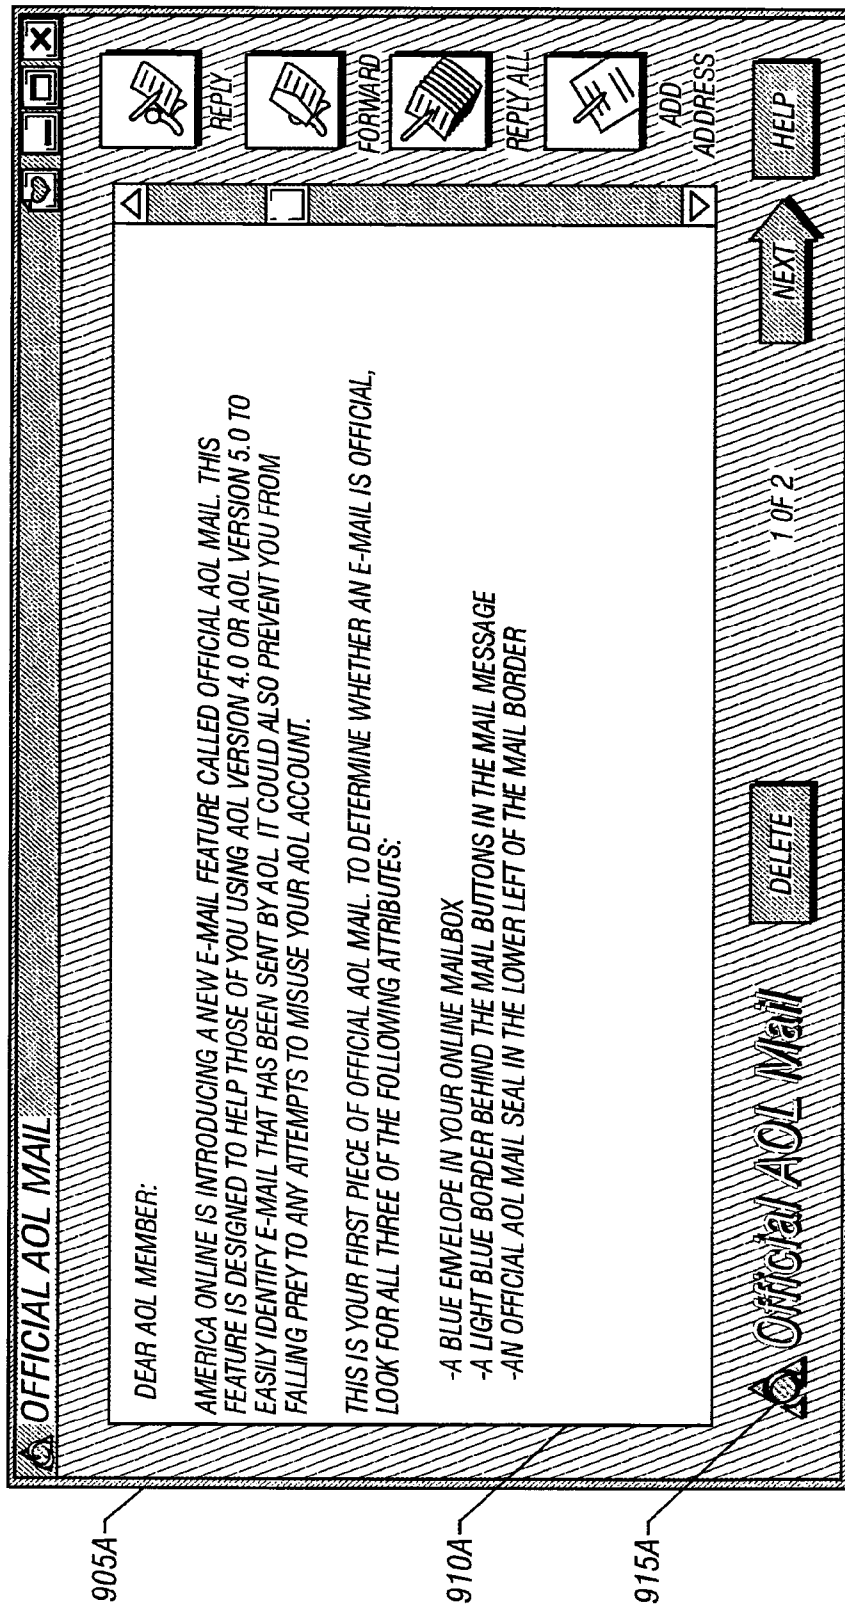 OFFICIAL AOL MAIL
DEAR AOL MEMBER:
AMERICA ONLINE IS INTRODUCING A NEW E-MAIL FEATURE CALLED OFFICIAL AOL MAIL. THIS
FEATURE IS DESIGNED TO HELP THOSE OF YOU USING AOL VERSION 4.0 OR AOL VERSION 5.0 TO
EASILY IDENTIFY E-MAIL THAT HAS BEEN SENT BY AOL. IT COULD ALSO PREVENT YOU FROM
FALLING PREY TO ANY ATTEMPTS TO MISUSE YOUR AOL ACCOUNT.
THIS IS YOUR FIRST PIECE OF OFFICIAL AOL MAIL. TO DETERMINE WHETHER AN E-MAIL IS OFFICIAL,
LOOK FOR ALL THREE OF THE FOLLOWING ATTRIBUTES:
-A BLUE ENVELOPE IN YOUR ONLINE MAILBOX
-A LIGHT BLUE BORDER BEHIND THE MAIL BUTTONS IN THE MAIL MESSAGE
-AN OFFICIAL AOL MAIL SEAL IN THE LOWER LEFT OF THE MAIL BORDER
REPLY
FORWARD
REPLY ALL
ADD
ADDRESS
Official AOL Mail
DELETE
1 OF 2
NEXT
HELP
905A
910A
915A